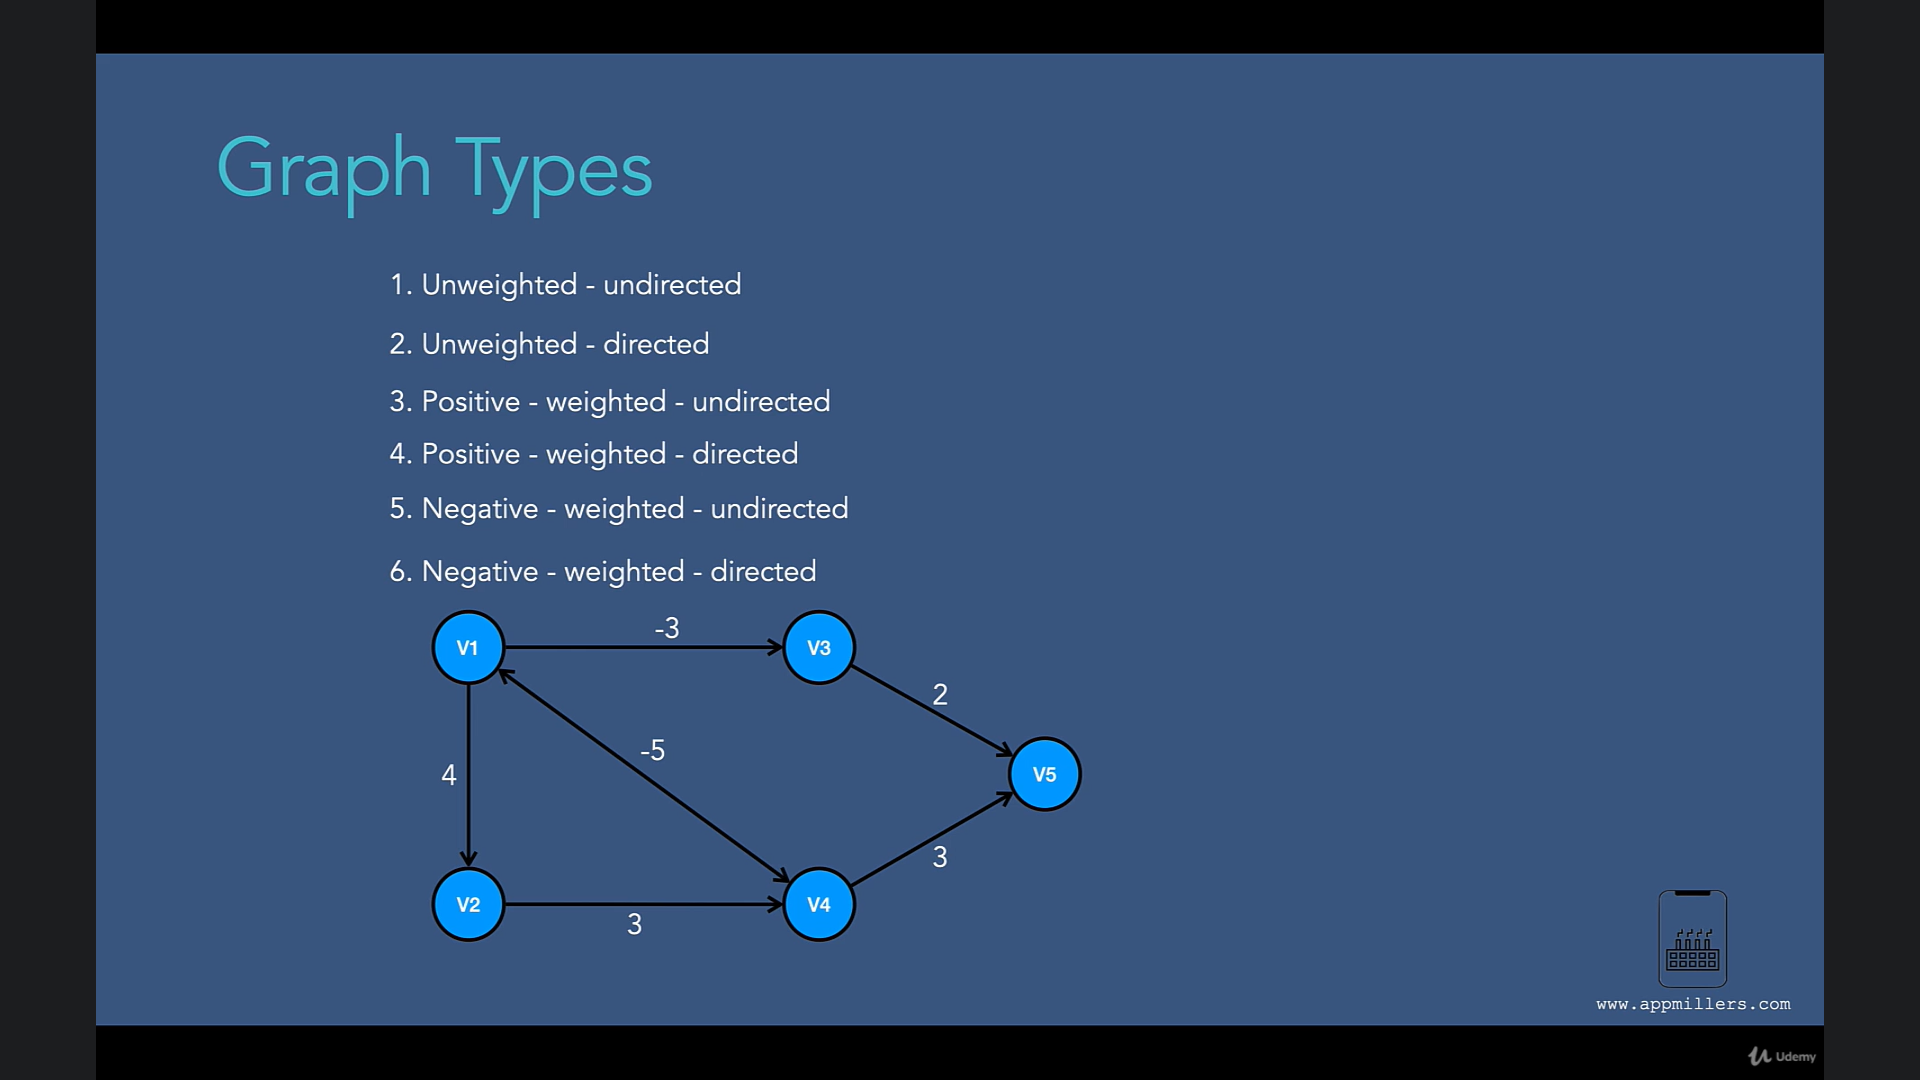 Graph Types
1. Unweighted - undirected
2. Unweighted - directed
3. Positive - weighted - undirected
4. Positive - weighted - directed
5. Negative - weighted - undirected
6. Negative - weighted - directed
-3
V1
V3
2
-5
4
V5
3
V2
V4
3
www.appmillers.com
Udemy